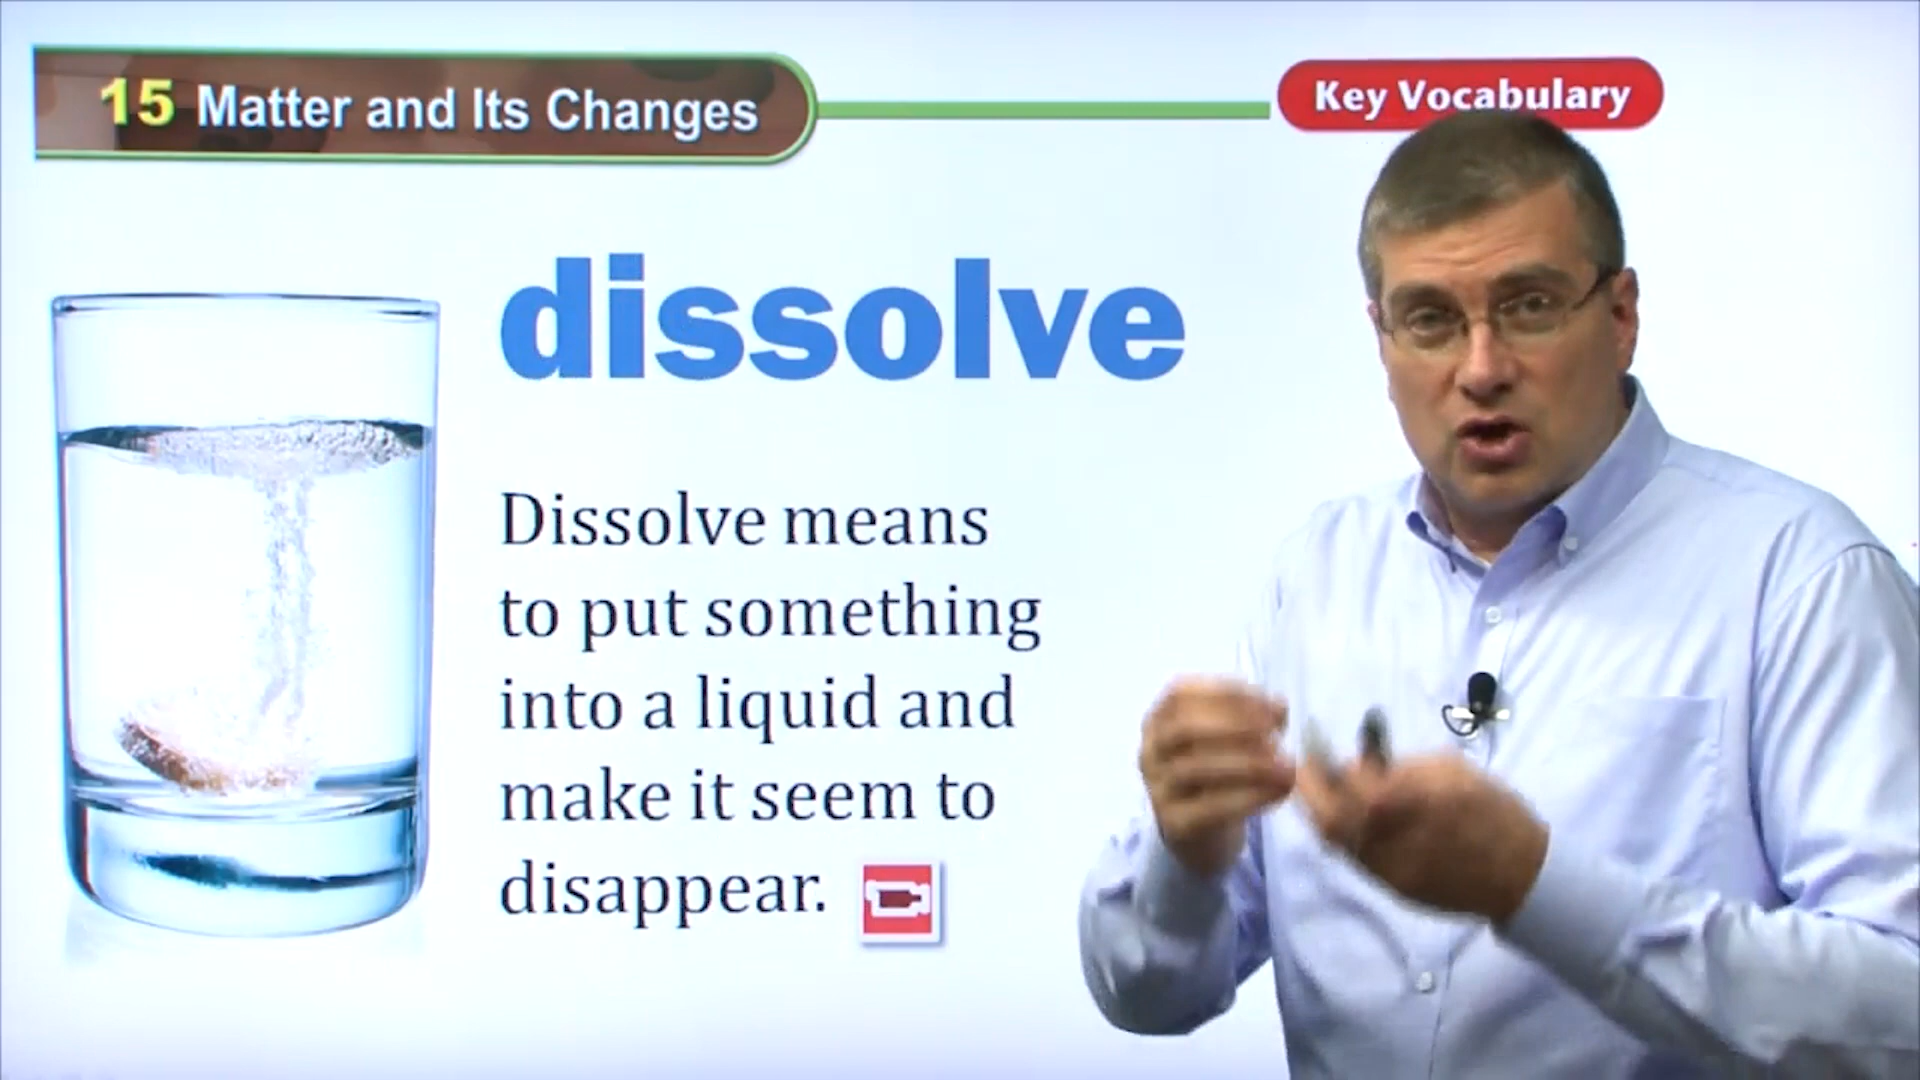 15 Matter and Its Changes
Key Vocabulary
dissolve
Dissolve means
to put something
into a liquid and
make it seem to
disappear.